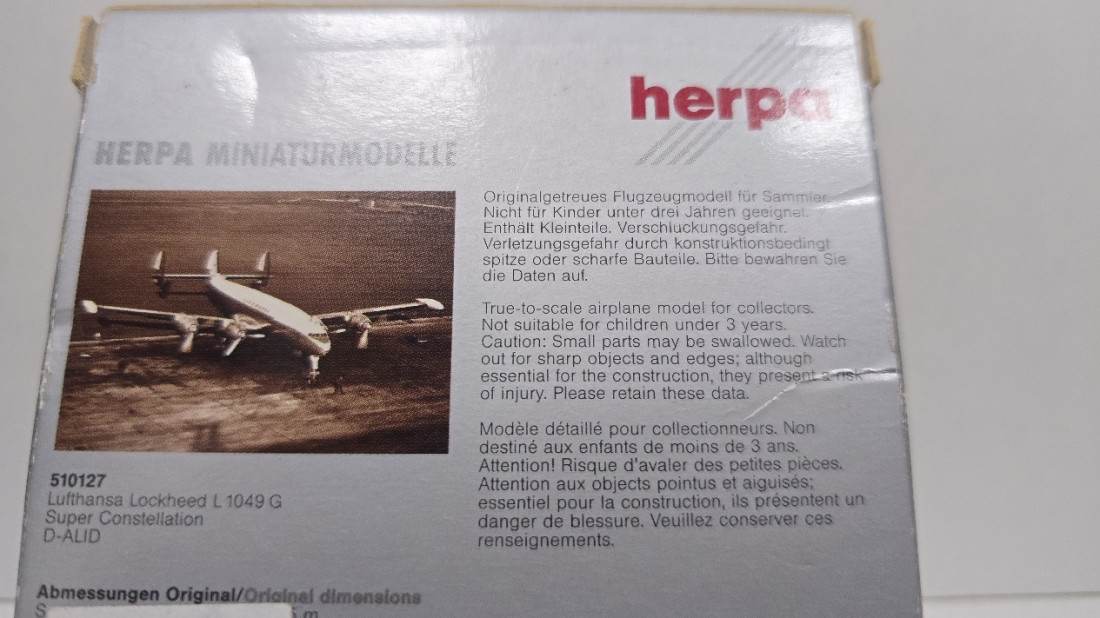 herpa
HERPA MINIATURMODELLE
Originalgetreues Flugzeugmodell für Sammler.
Nicht für Kinder unter drei Jahren geeignet.
Enthält Kleinteile. Verschluckungsgefahr.
Verletzungsgefahr durch konstruktionsbedingt
spitze oder scharfe Bauteile. Bitte bewahren Sie
die Daten auf.
True-to-scale airplane model for collectors.
Not suitable for children under 3 years.
Caution: Small parts may be swallowed. Watch
out for sharp objects and edges; although
essential for the construction, they present a risk
of injury. Please retain these data.
Modèle détaillé pour collectionneurs. Non
destiné aux enfants de moins de 3 ans.
Attention! Risque d'avaler des petites pièces.
Attention aux objets pointus et aiguisés;
essentiel pour la construction, ils présentent un
danger de blessure. Veuillez conserver ces
renseignements.
510127
Lufthansa Lockheed L 1049 G
Super Constellation
D-ALID
Abmessungen Original/Original dimensions